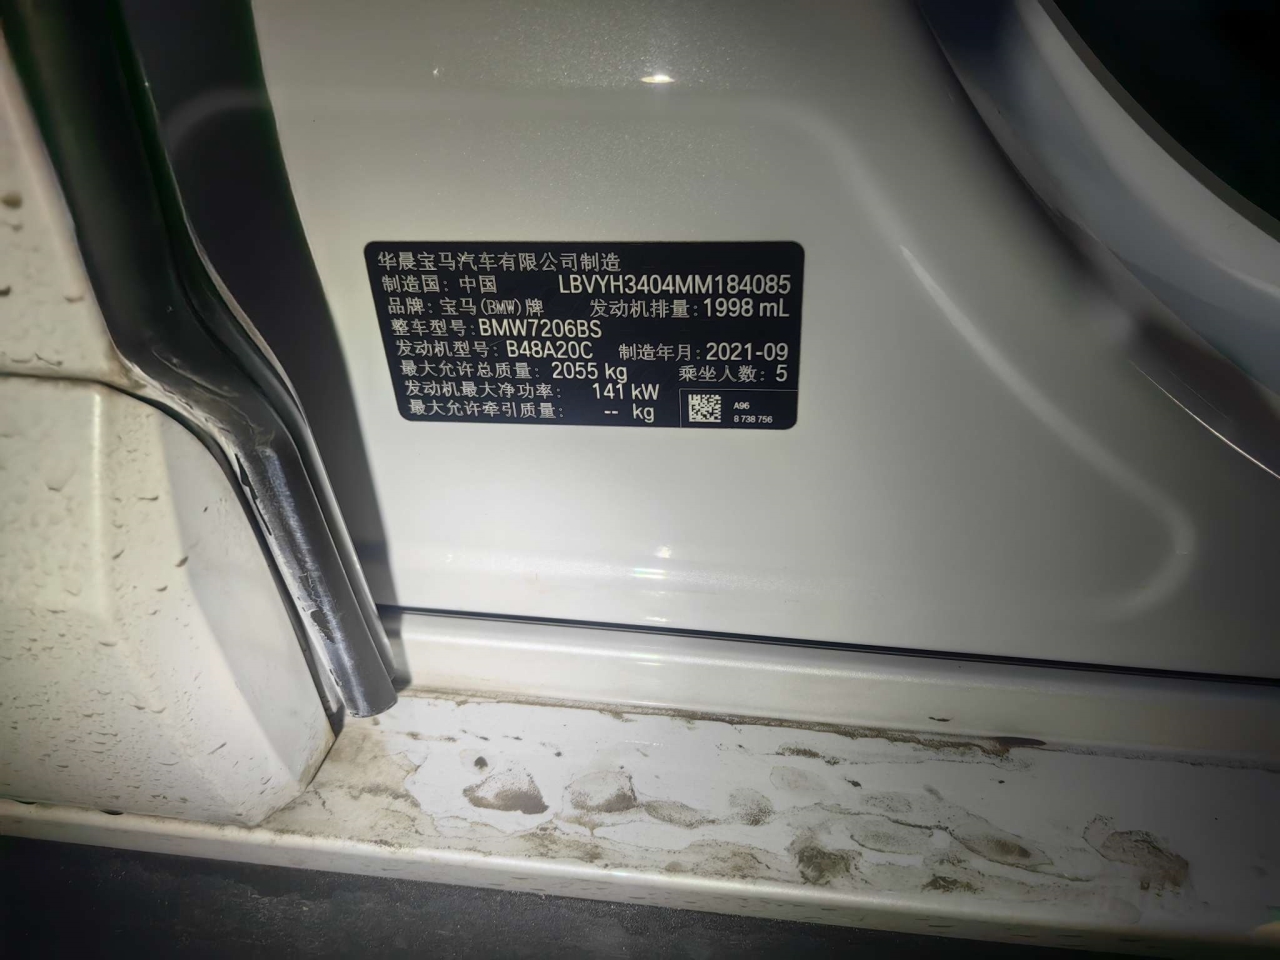 华晨宝马汽车有限公司制造
制造国: 中国 LBVYH3404MM184085
品牌: 宝马(BMW)牌 发动机排量: 1998 mL
整车型号: BMW7206BS
发动机型号: B48A20C 制造年月: 2021-09
最大允许总质量: 2055 kg 乘坐人数: 5
发动机最大净功率: 141 kW
最大允许牵引质量: -- kg
A96
8 738 756